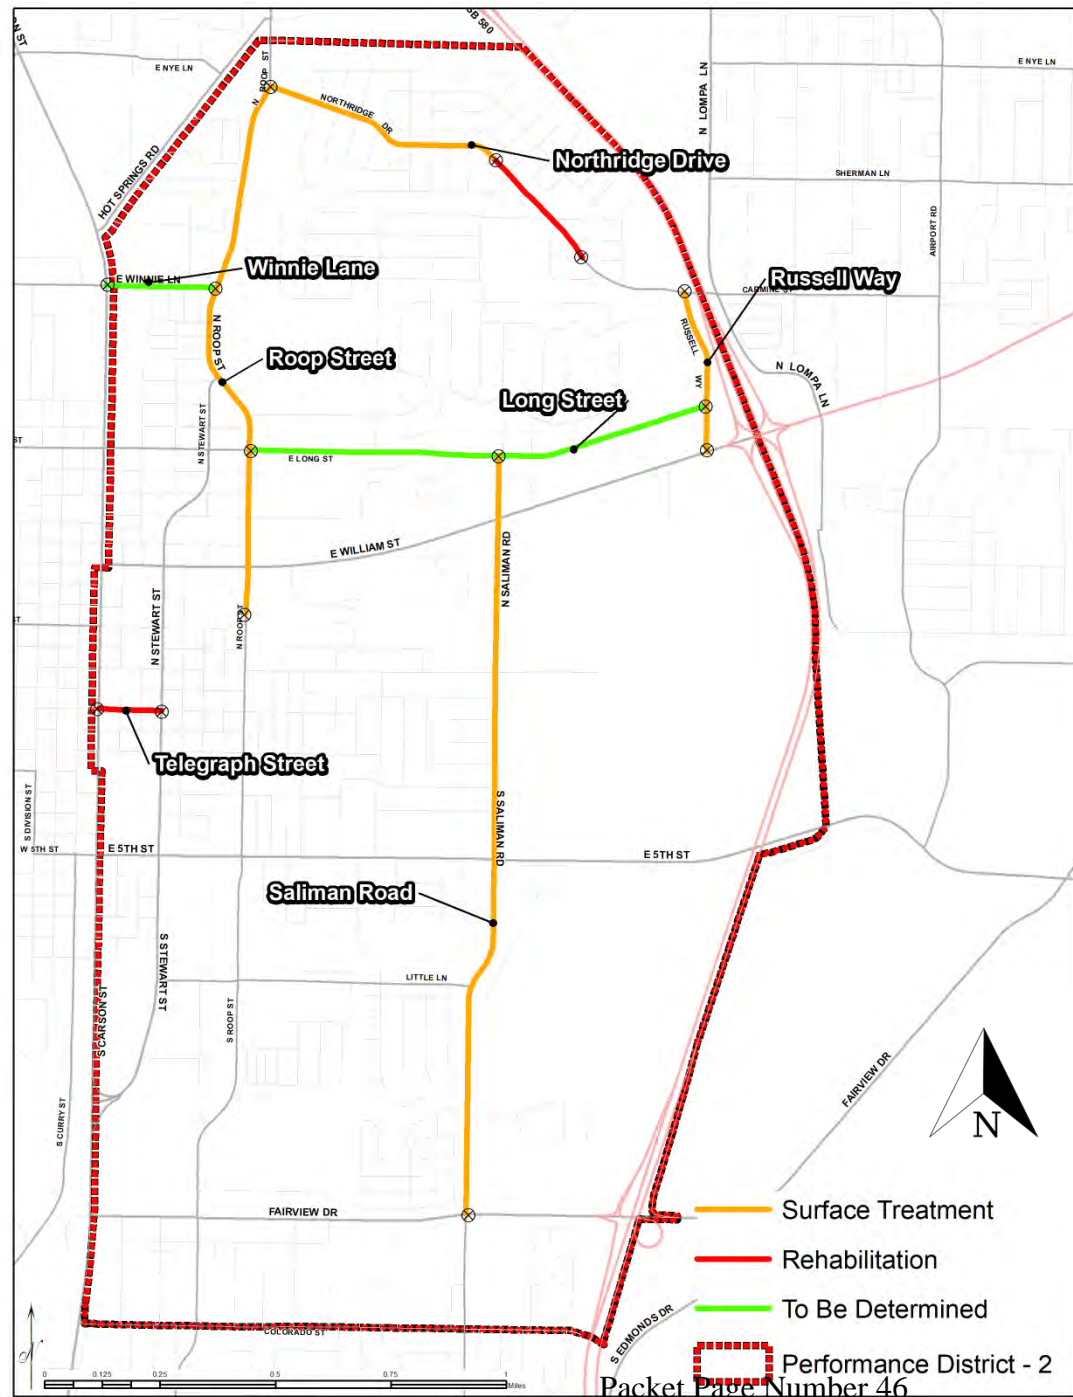 ON ST
SB 580
E NYE LN
N ROOP ST
E NYE LN
N LOMPA LN
NORTHRIDGE DR
Northridge Drive
SHERMAN LN
HOT SPRINGS RD
AIRPORT RD
Winnie Lane
E WINNIE LN
Russell Way
CARMINE ST
N ROOP ST
RUSSELL WY
Roop Street
N LOMPA LN
Long Street
N STEWART ST
ST
E LONG ST
E WILLIAM ST
N SALIMAN RD
N STEWART ST
N ROOP ST
ST
Telegraph Street
S DIVISION ST
S SALIMAN RD
W 5TH ST
E 5TH ST
E 5TH ST
Saliman Road
S STEWART ST
LITTLE LN
S CARSON ST
S ROOP ST
FAIRVIEW DR
S CURRY ST
N
FAIRVIEW DR
Surface Treatment
Rehabilitation
To Be Determined
Performance District - 2
COLORADO ST
S EDMONDS DR
N
0 0.125 0.25 0.5 0.75 1
Miles
Packet Page Number 46